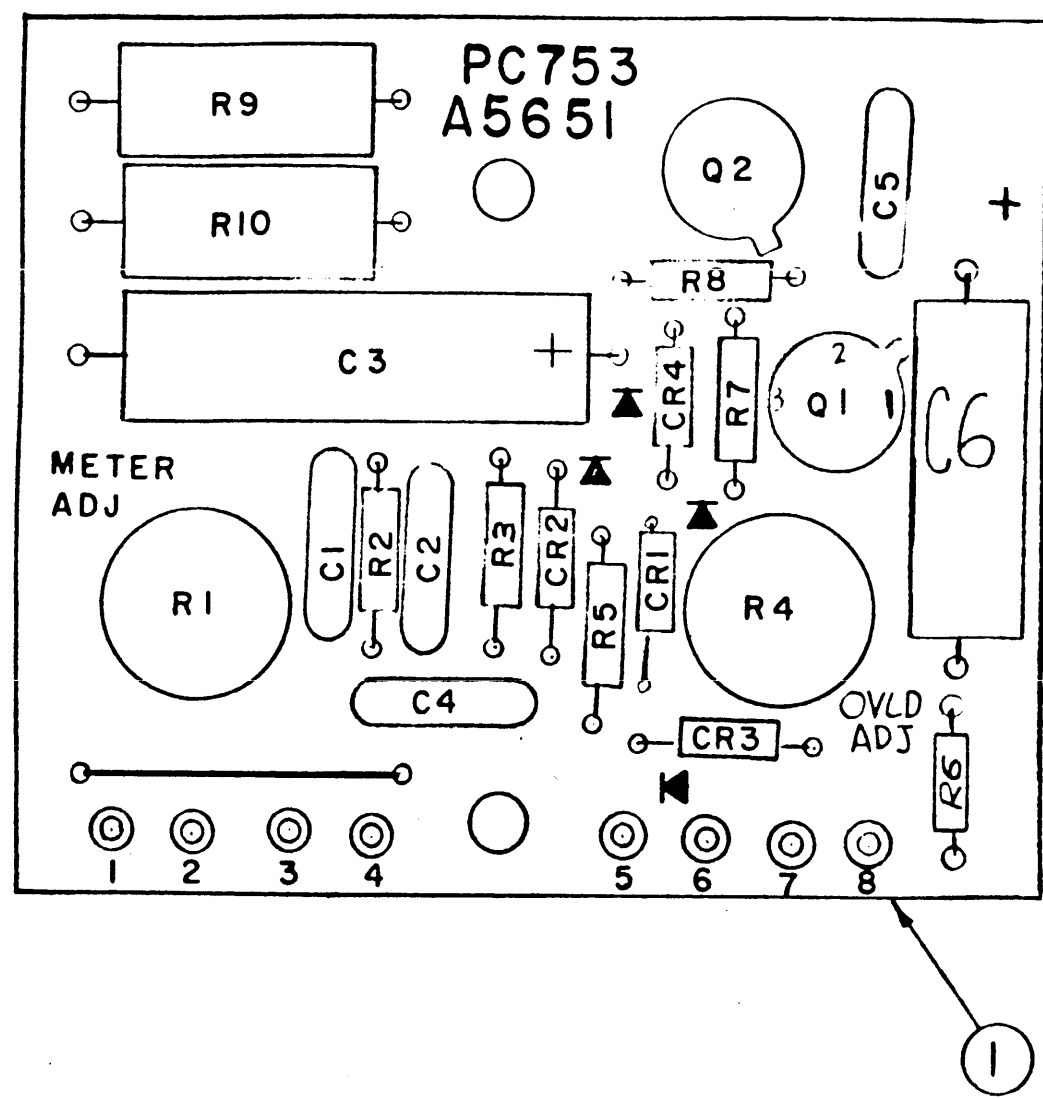 PC753
A5651
R9
R10
Q2
C5
+
R8
C3
+
CR4
R7
2
3
Q1
1
C6
METER
ADJ
R1
C1
R2
C2
R3
CR2
R5
CR1
R4
C4
OVLD
ADJ
CR3
R6
1
2
3
4
5
6
7
8
1